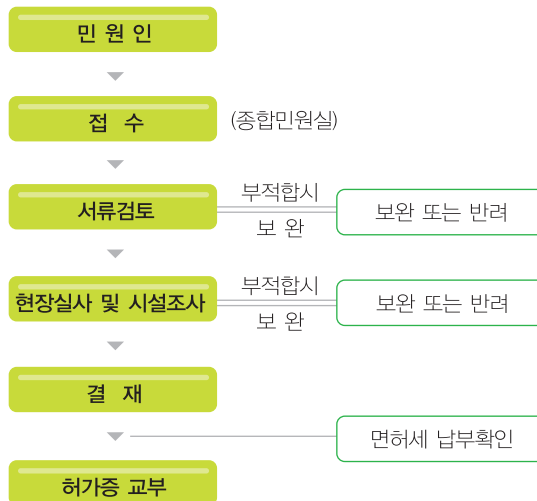 민 원 인
접 수
(종합민원실)
서류검토
부적합시
보 완
보완 또는 반려
현장실사 및 시설조사
부적합시
보 완
보완 또는 반려
결 재
면허세 납부확인
허가증 교부